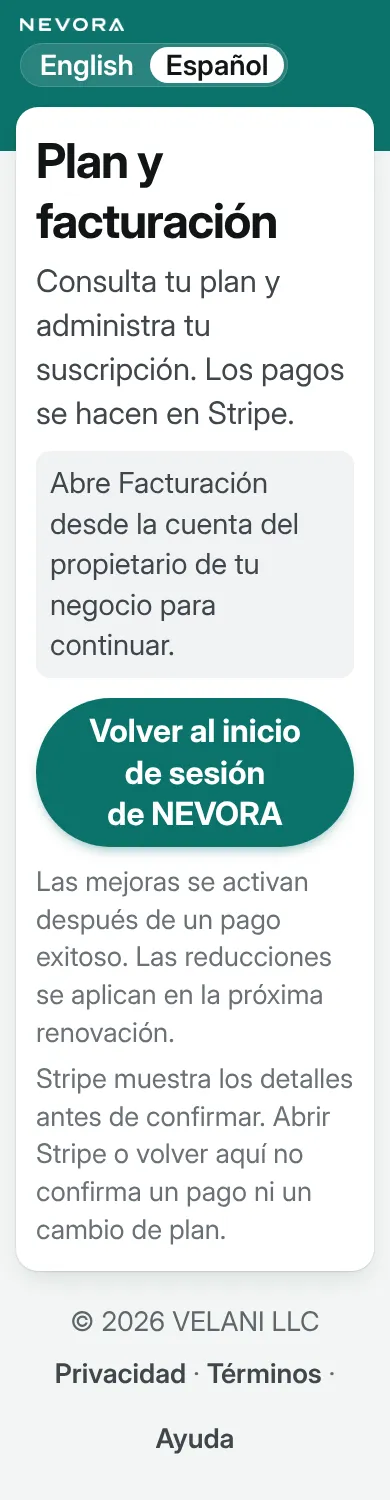 NEVORA
English Español
Plan y
facturación
Consulta tu plan y
administra tu
suscripción. Los pagos
se hacen en Stripe.
Abre Facturación
desde la cuenta del
propietario de tu
negocio para
continuar.
Volver al inicio
de sesión
de NEVORA
Las mejoras se activan
después de un pago
exitoso. Las reducciones
se aplican en la próxima
renovación.
Stripe muestra los detalles
antes de confirmar. Abrir
Stripe o volver aquí no
confirma un pago ni un
cambio de plan.
© 2026 VELANI LLC
Privacidad · Términos ·
Ayuda